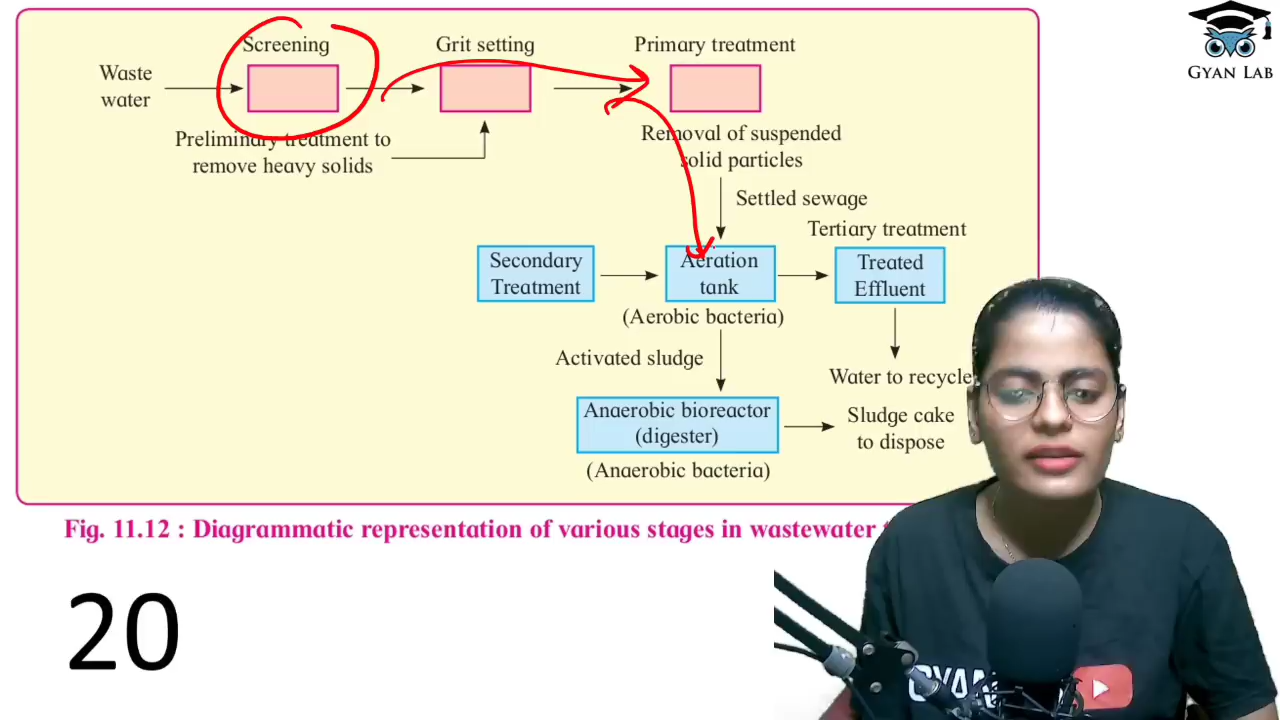 GYAN LAB
Screening
Grit setting
Primary treatment
Waste
water
Preliminary treatment to
remove heavy solids
Removal of suspended
solid particles
Settled sewage
Tertiary treatment
Secondary
Treatment
Aeration
tank
Treated
Effluent
(Aerobic bacteria)
Activated sludge
Water to recycle
Anaerobic bioreactor
(digester)
Sludge cake
to dispose
(Anaerobic bacteria)
Fig. 11.12 : Diagrammatic representation of various stages in wastewater
20
GYAN